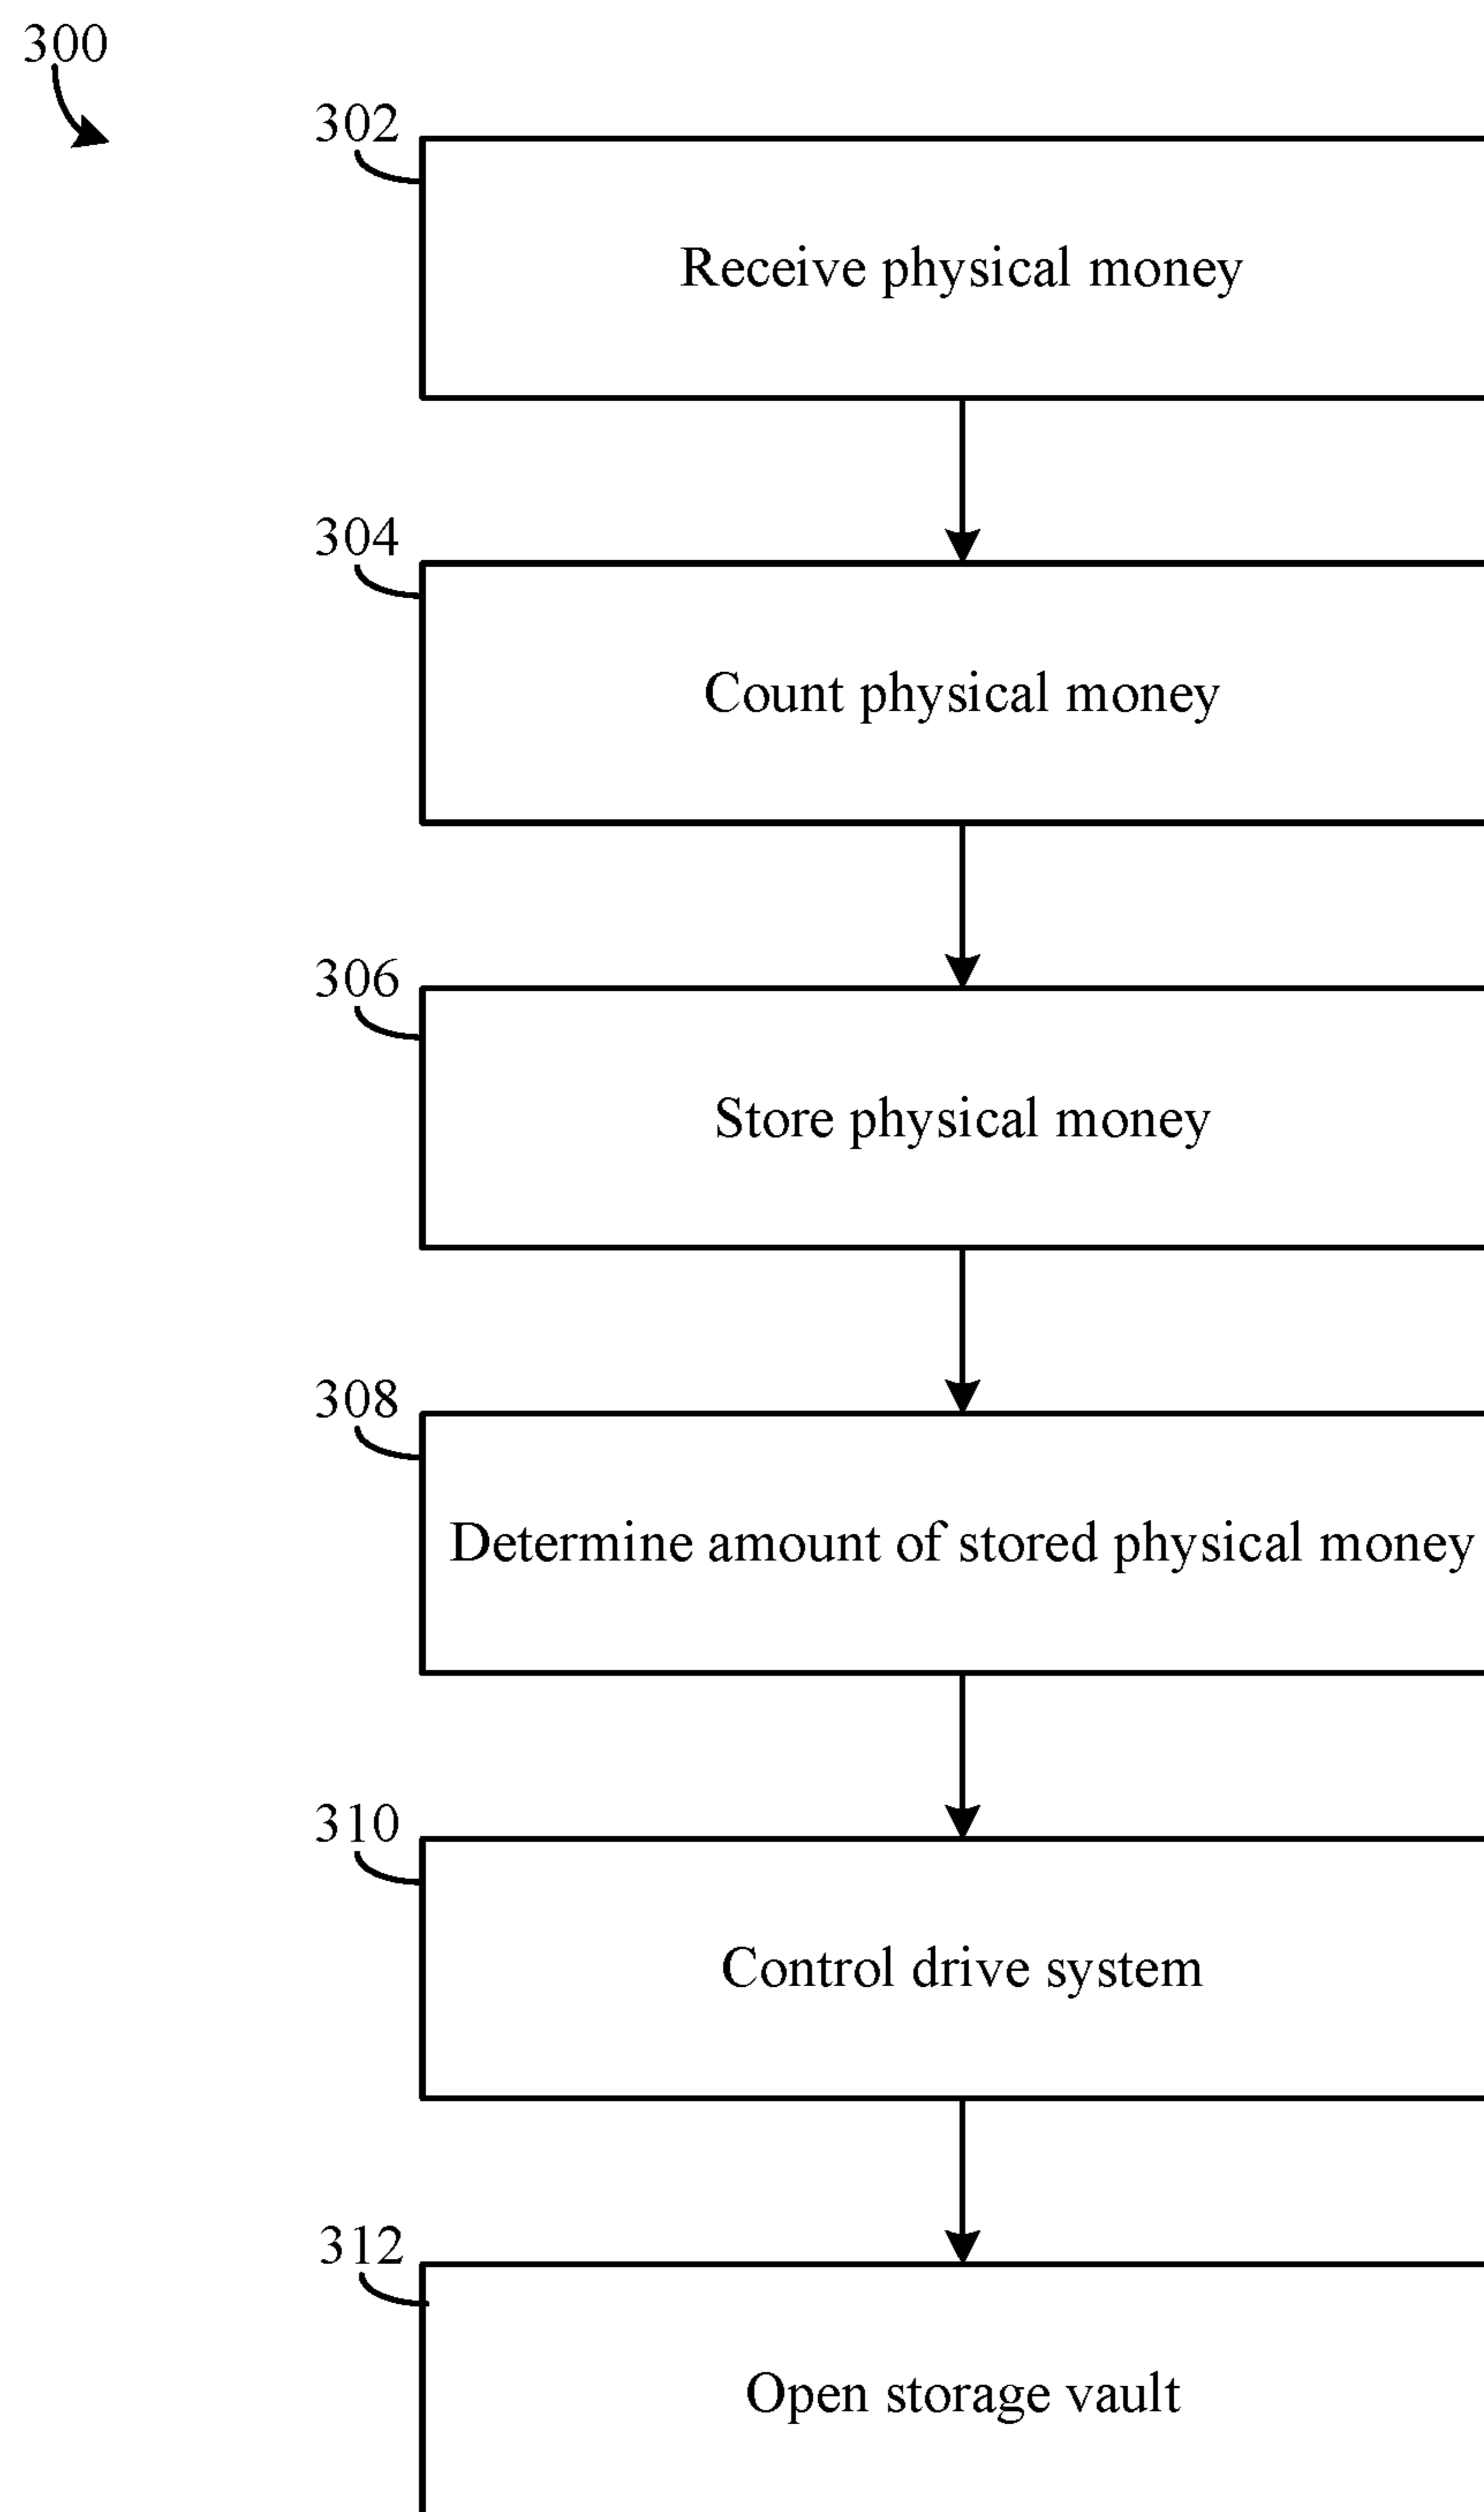 300
302
Receive physical money
304
Count physical money
306
Store physical money
308
Determine amount of stored physical money
310
Control drive system
312
Open storage vault